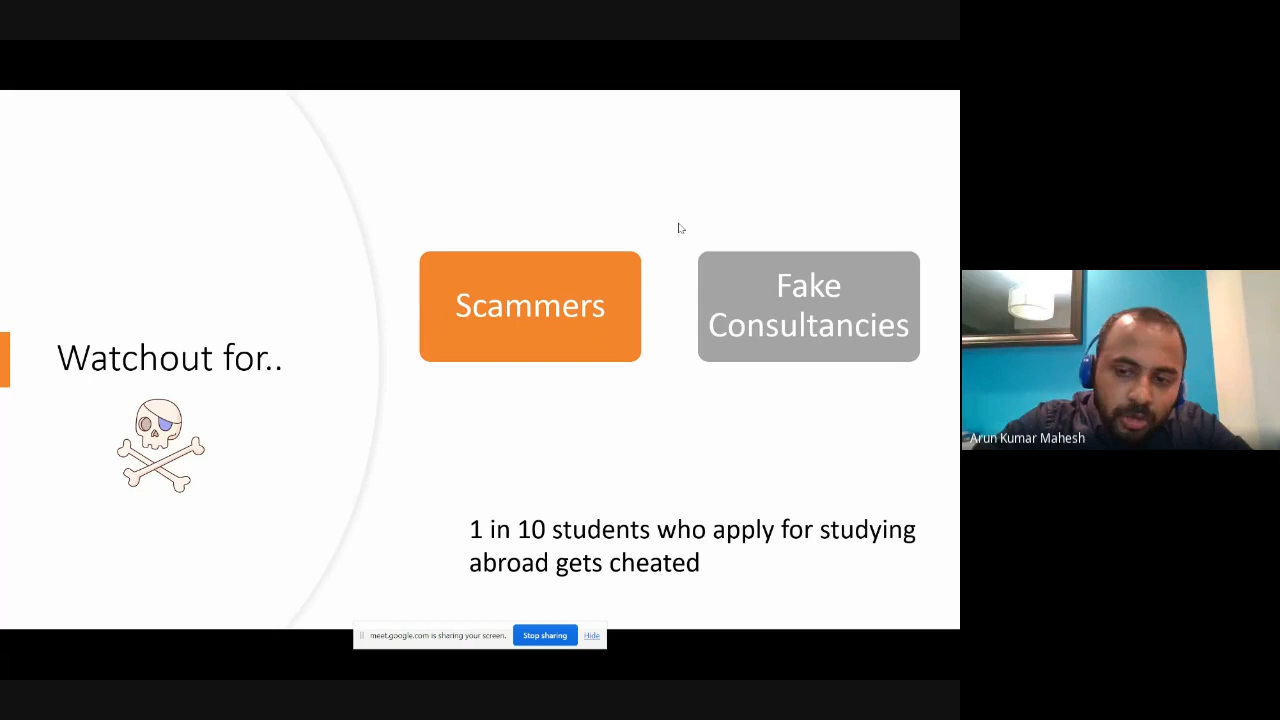 Watchout for..
Scammers
Fake
Consultancies
1 in 10 students who apply for studying
abroad gets cheated
meet.google.com is sharing your screen.
Stop sharing
Hide
Arun Kumar Mahesh